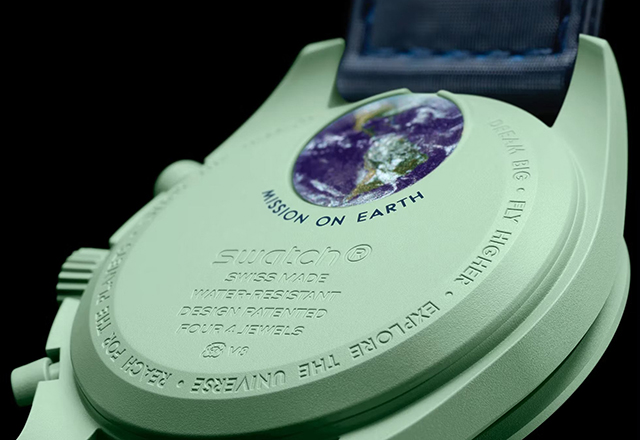 MISSION ON EARTH
swatch®
SWISS MADE
WATER-RESISTANT
DESIGN PATENTED
FOUR 4 JEWELS
V8
DREAM BIG • FLY HIGHER • EXPLORE THE UNIVERSE • REACH FOR THE